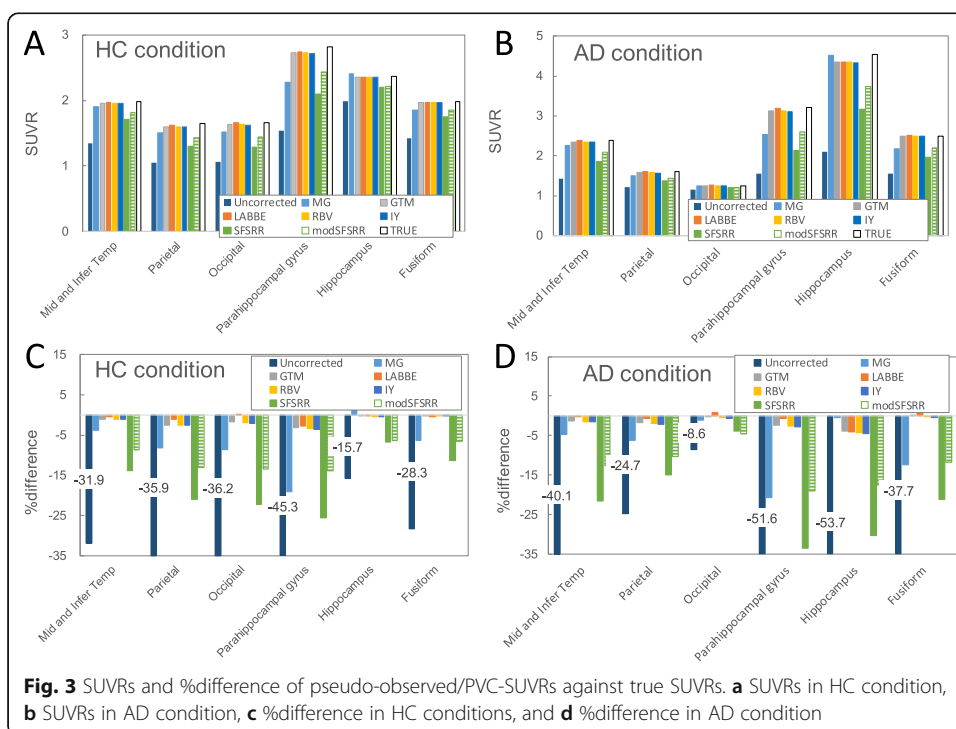 A
HC condition
3
2
1
0
SUVR
Uncorrected
MG
GTM
LABBE
RBV
IY
SFSRR
modSFSRR
TRUE
Mid and Infer Temp
Parietal
Occipital
Parahippocampal gyrus
Hippocampus
Fusiform
B
AD condition
5
4
3
2
1
0
SUVR
Uncorrected
MG
GTM
LABBE
RBV
IY
SFSRR
modSFSRR
TRUE
Mid and Infer Temp
Parietal
Occipital
Parahippocampal gyrus
Hippocampus
Fusiform
C
HC condition
15
5
-5
-15
-25
-35
%difference
Uncorrected
MG
GTM
LABBE
RBV
IY
SFSRR
modSFSRR
-31.9
-35.9
-36.2
-45.3
-15.7
-28.3
Mid and Infer Temp
Parietal
Occipital
Parahippocampal gyrus
Hippocampus
Fusiform
D
AD condition
15
5
-5
-15
-25
-35
%difference
Uncorrected
MG
GTM
LABBE
RBV
IY
SFSRR
modSFSRR
-40.1
-24.7
-8.6
-51.6
-53.7
-37.7
Mid and Infer Temp
Parietal
Occipital
Parahippocampal gyrus
Hippocampus
Fusiform
Fig. 3 SUVRs and %difference of pseudo-observed/PVC-SUVRs against true SUVRs. a SUVRs in HC condition,
b SUVRs in AD condition, c %difference in HC conditions, and d %difference in AD condition